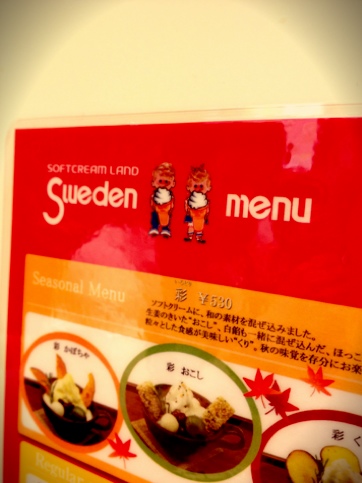 SOFTCREAM LAND
Sweden menu
Seasonal Menu
彩 ¥530
ソフトクリームに、和の素材を混ぜ込みました。
生姜のきいた"おこし"、白餡も一緒に混ぜ込んだ、ほっこ
粒々とした食感が美味しい"くり"。秋の味覚を存分にお楽
彩 かぼちゃ
彩 おこし
彩 く
Regular